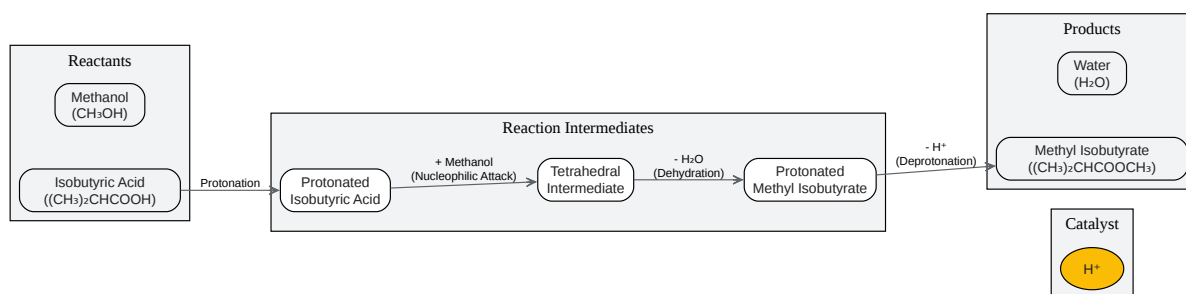 Reactants
Methanol
(CH₃OH)
Isobutyric Acid
((CH₃)₂CHCOOH)
Protonation
Reaction Intermediates
Protonated
Isobutyric Acid
+ Methanol
(Nucleophilic Attack)
Tetrahedral
Intermediate
- H₂O
(Dehydration)
Protonated
Methyl Isobutyrate
- H⁺
(Deprotonation)
Products
Water
(H₂O)
Methyl Isobutyrate
((CH₃)₂CHCOOCH₃)
Catalyst
H⁺